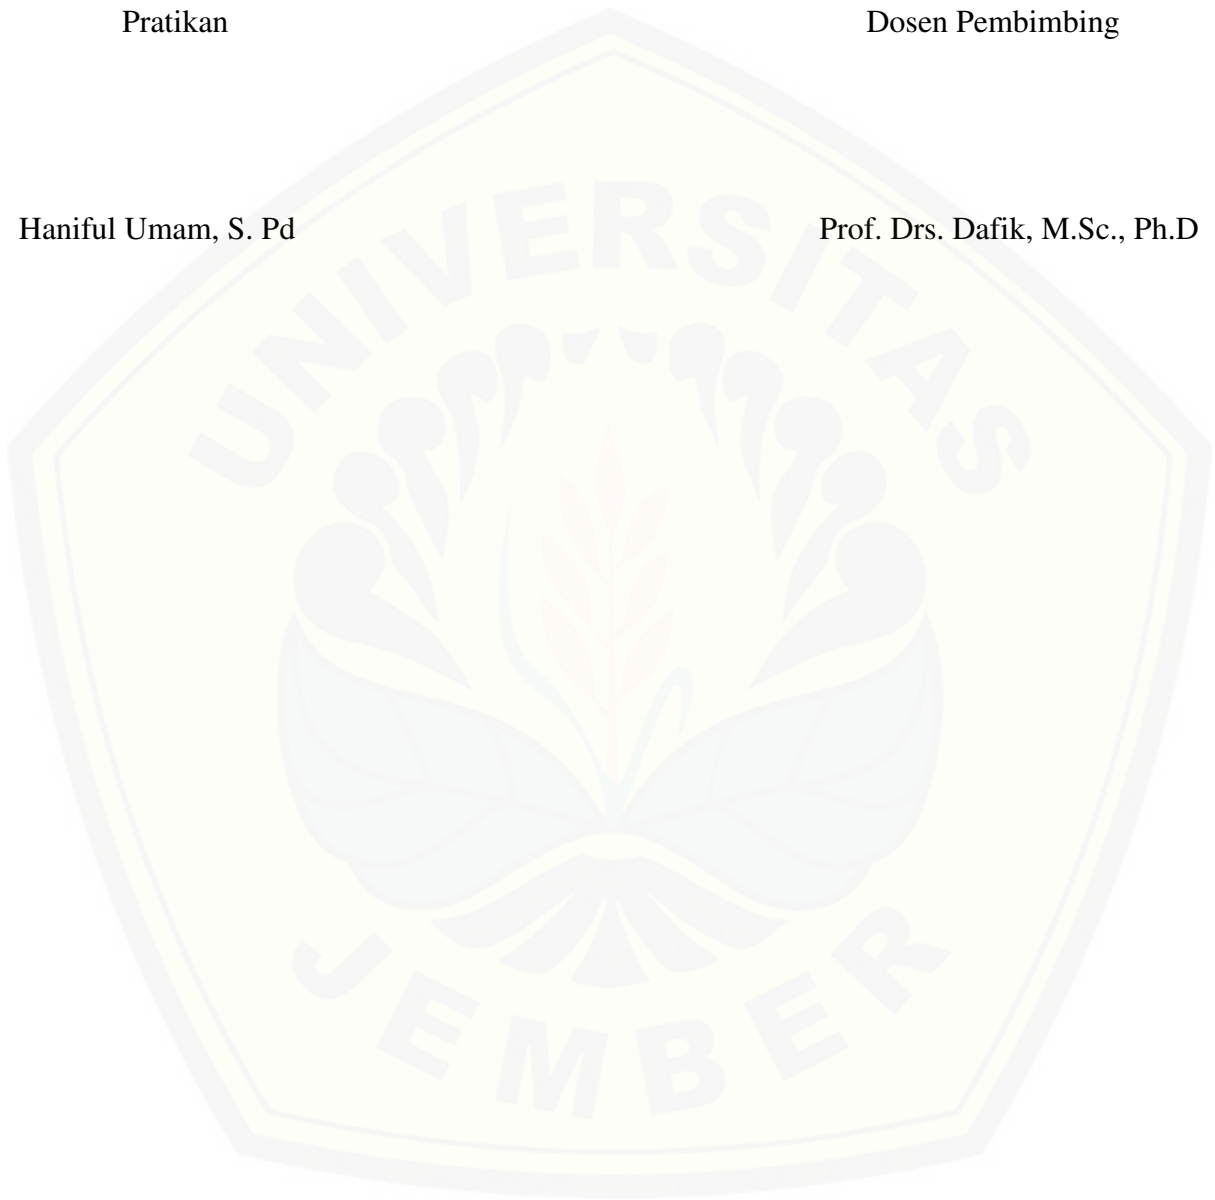 Pratikan Dosen Pembimbing
Haniful Umam, S. Pd Prof. Drs. Dafik, M.Sc., Ph.D
UNIVERSITAS
JEMBER